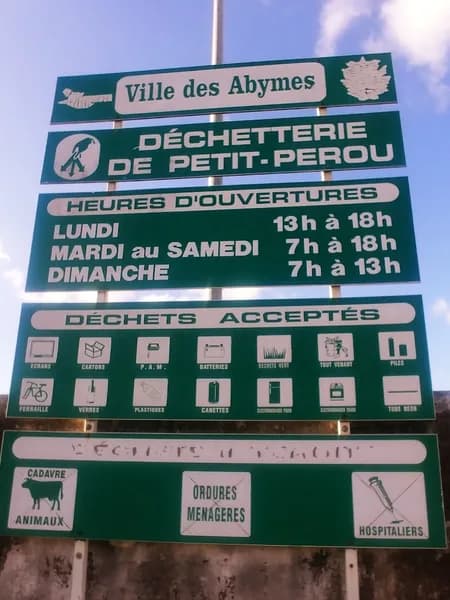 Ville des Abymes
DÉCHETTERIE
DE PETIT-PEROU
HEURES D'OUVERTURES
LUNDI 13h à 18h
MARDI au SAMEDI 7h à 18h
DIMANCHE 7h à 13h
DÉCHETS ACCEPTÉS
ECRANS CARTONS P.A.M. BATTERIES DECHETS VERT TOUT VENANT PILES
FERRAILLE VERRES PLASTIQUES CANETTES
CADAVRE
ANIMAUX
ORDURES
MENAGERES
HOSPITALIERS